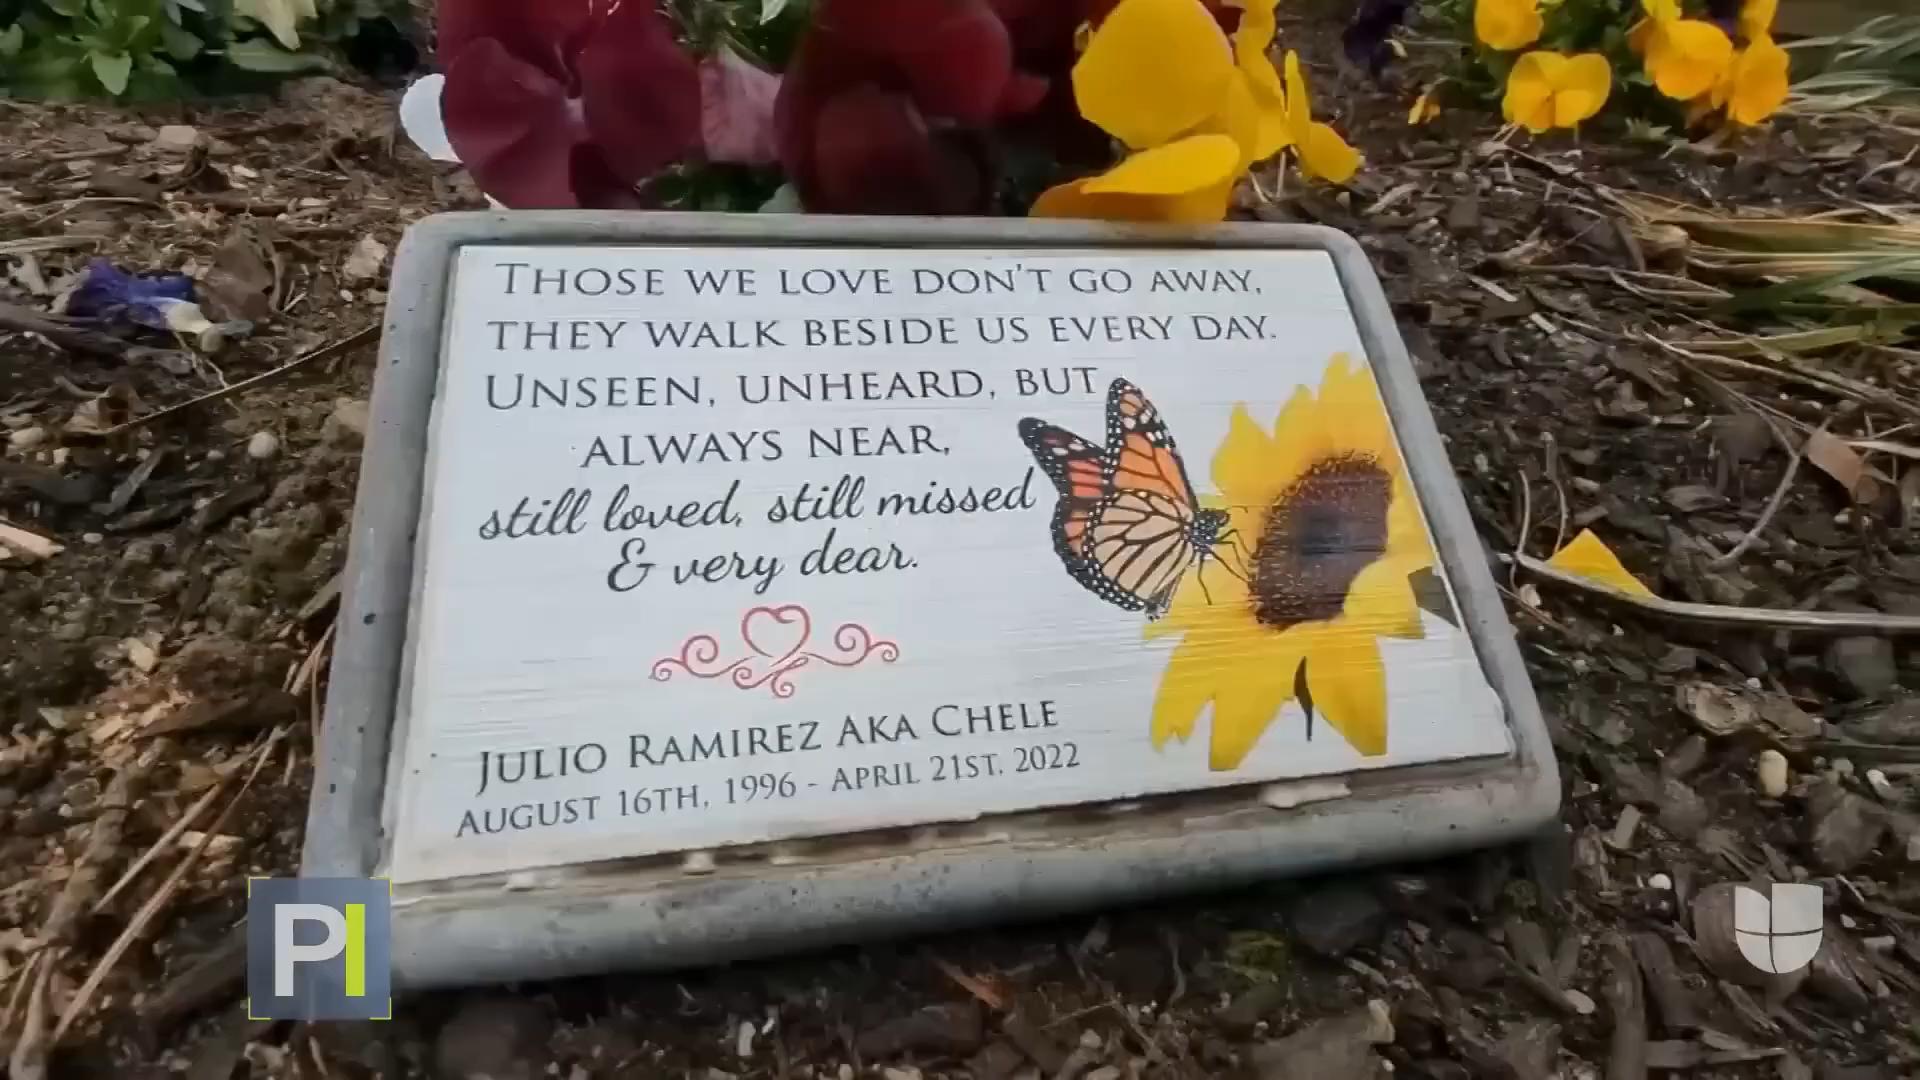 THOSE WE LOVE DON'T GO AWAY,
THEY WALK BESIDE US EVERY DAY.
UNSEEN, UNHEARD, BUT
ALWAYS NEAR,
still loved, still missed
& very dear.
JULIO RAMIREZ AKA CHELE
AUGUST 16TH, 1996 - APRIL 21ST, 2022
PI